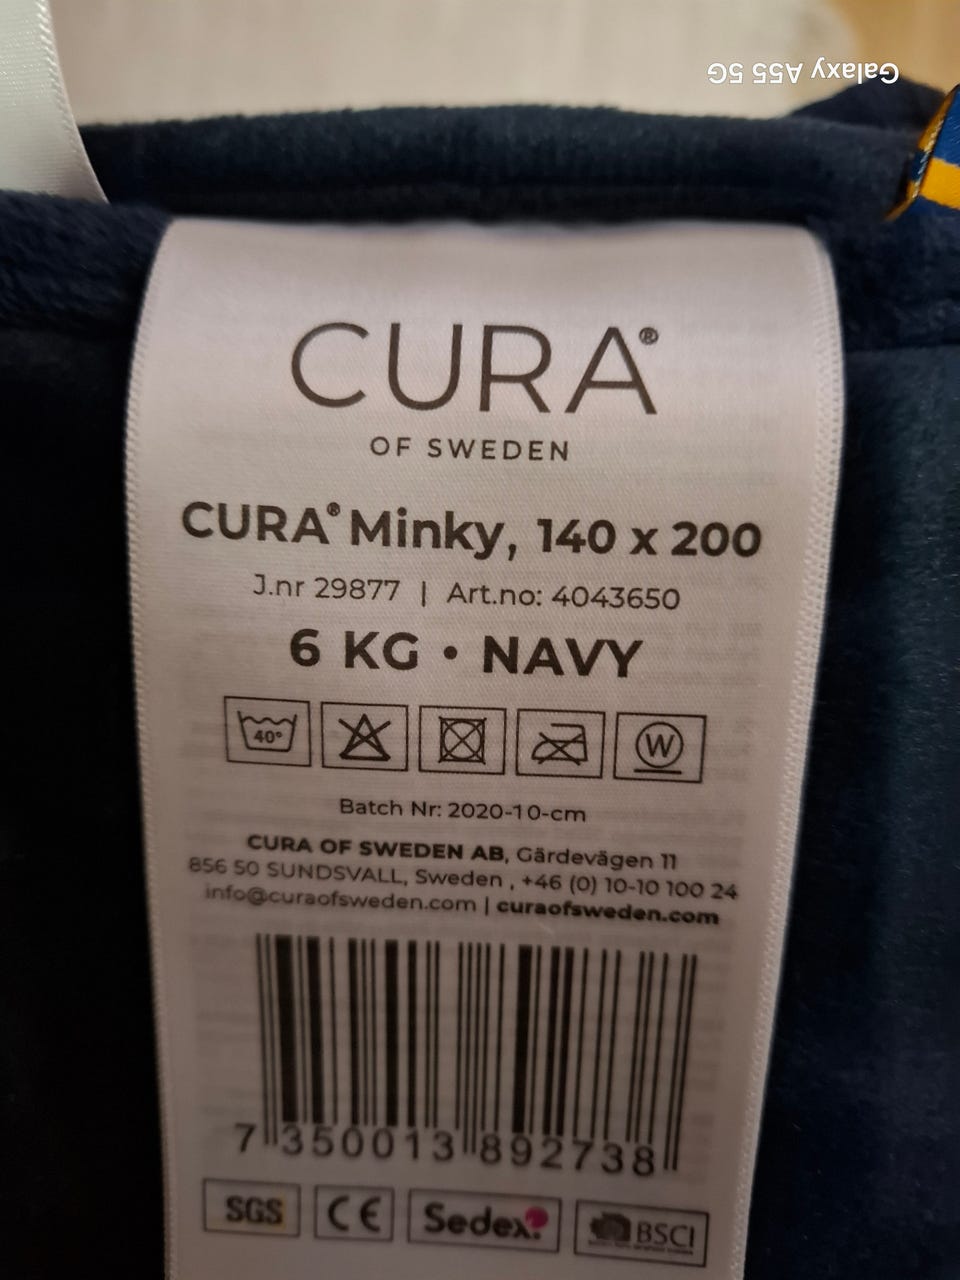 Galaxy A55 5G
CURA®
OF SWEDEN
CURA® Minky, 140 x 200
J.nr 29877 | Art.no: 4043650
6 KG • NAVY
40°
W
Batch Nr: 2020-10-cm
CURA OF SWEDEN AB, Gärdevägen 11
856 50 SUNDSVALL, Sweden , +46 (0) 10-10 100 24
info@curaofsweden.com | curaofsweden.com
7 350013 892738
SGS CE Sedex BSCI